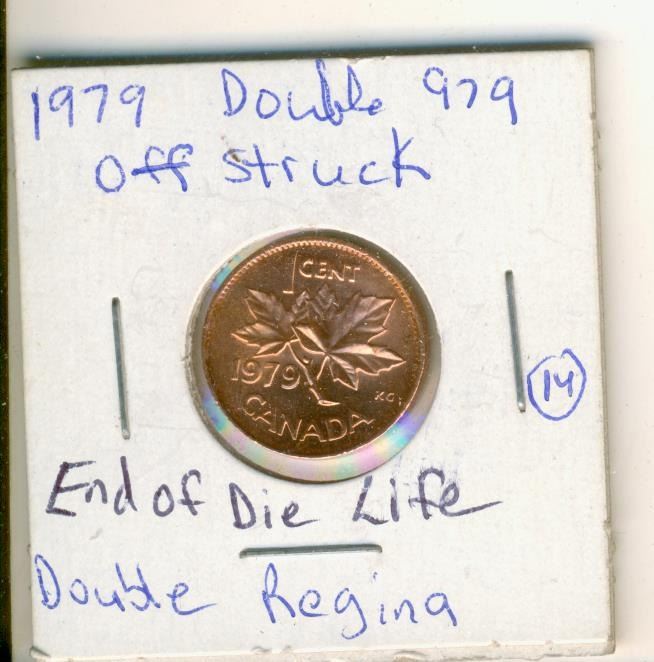 1979 Double 979
Off Struck
1 CENT
1979
KG
CANADA
14
End of Die Life
Double Regina